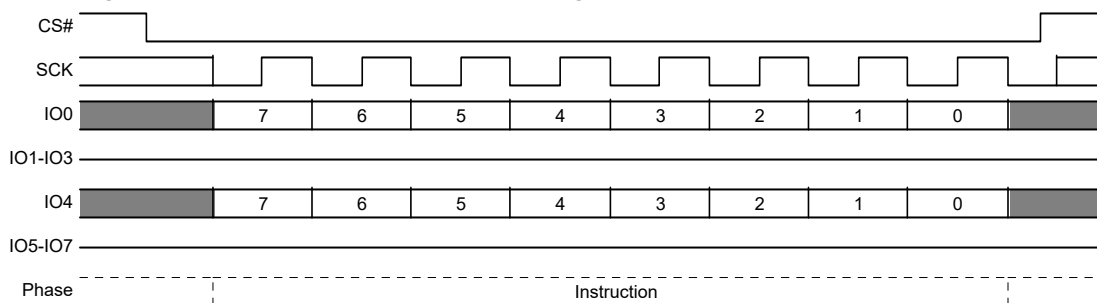 CS#
SCK
IO0 7 6 5 4 3 2 1 0
IO1-IO3
IO4 7 6 5 4 3 2 1 0
IO5-IO7
Phase Instruction